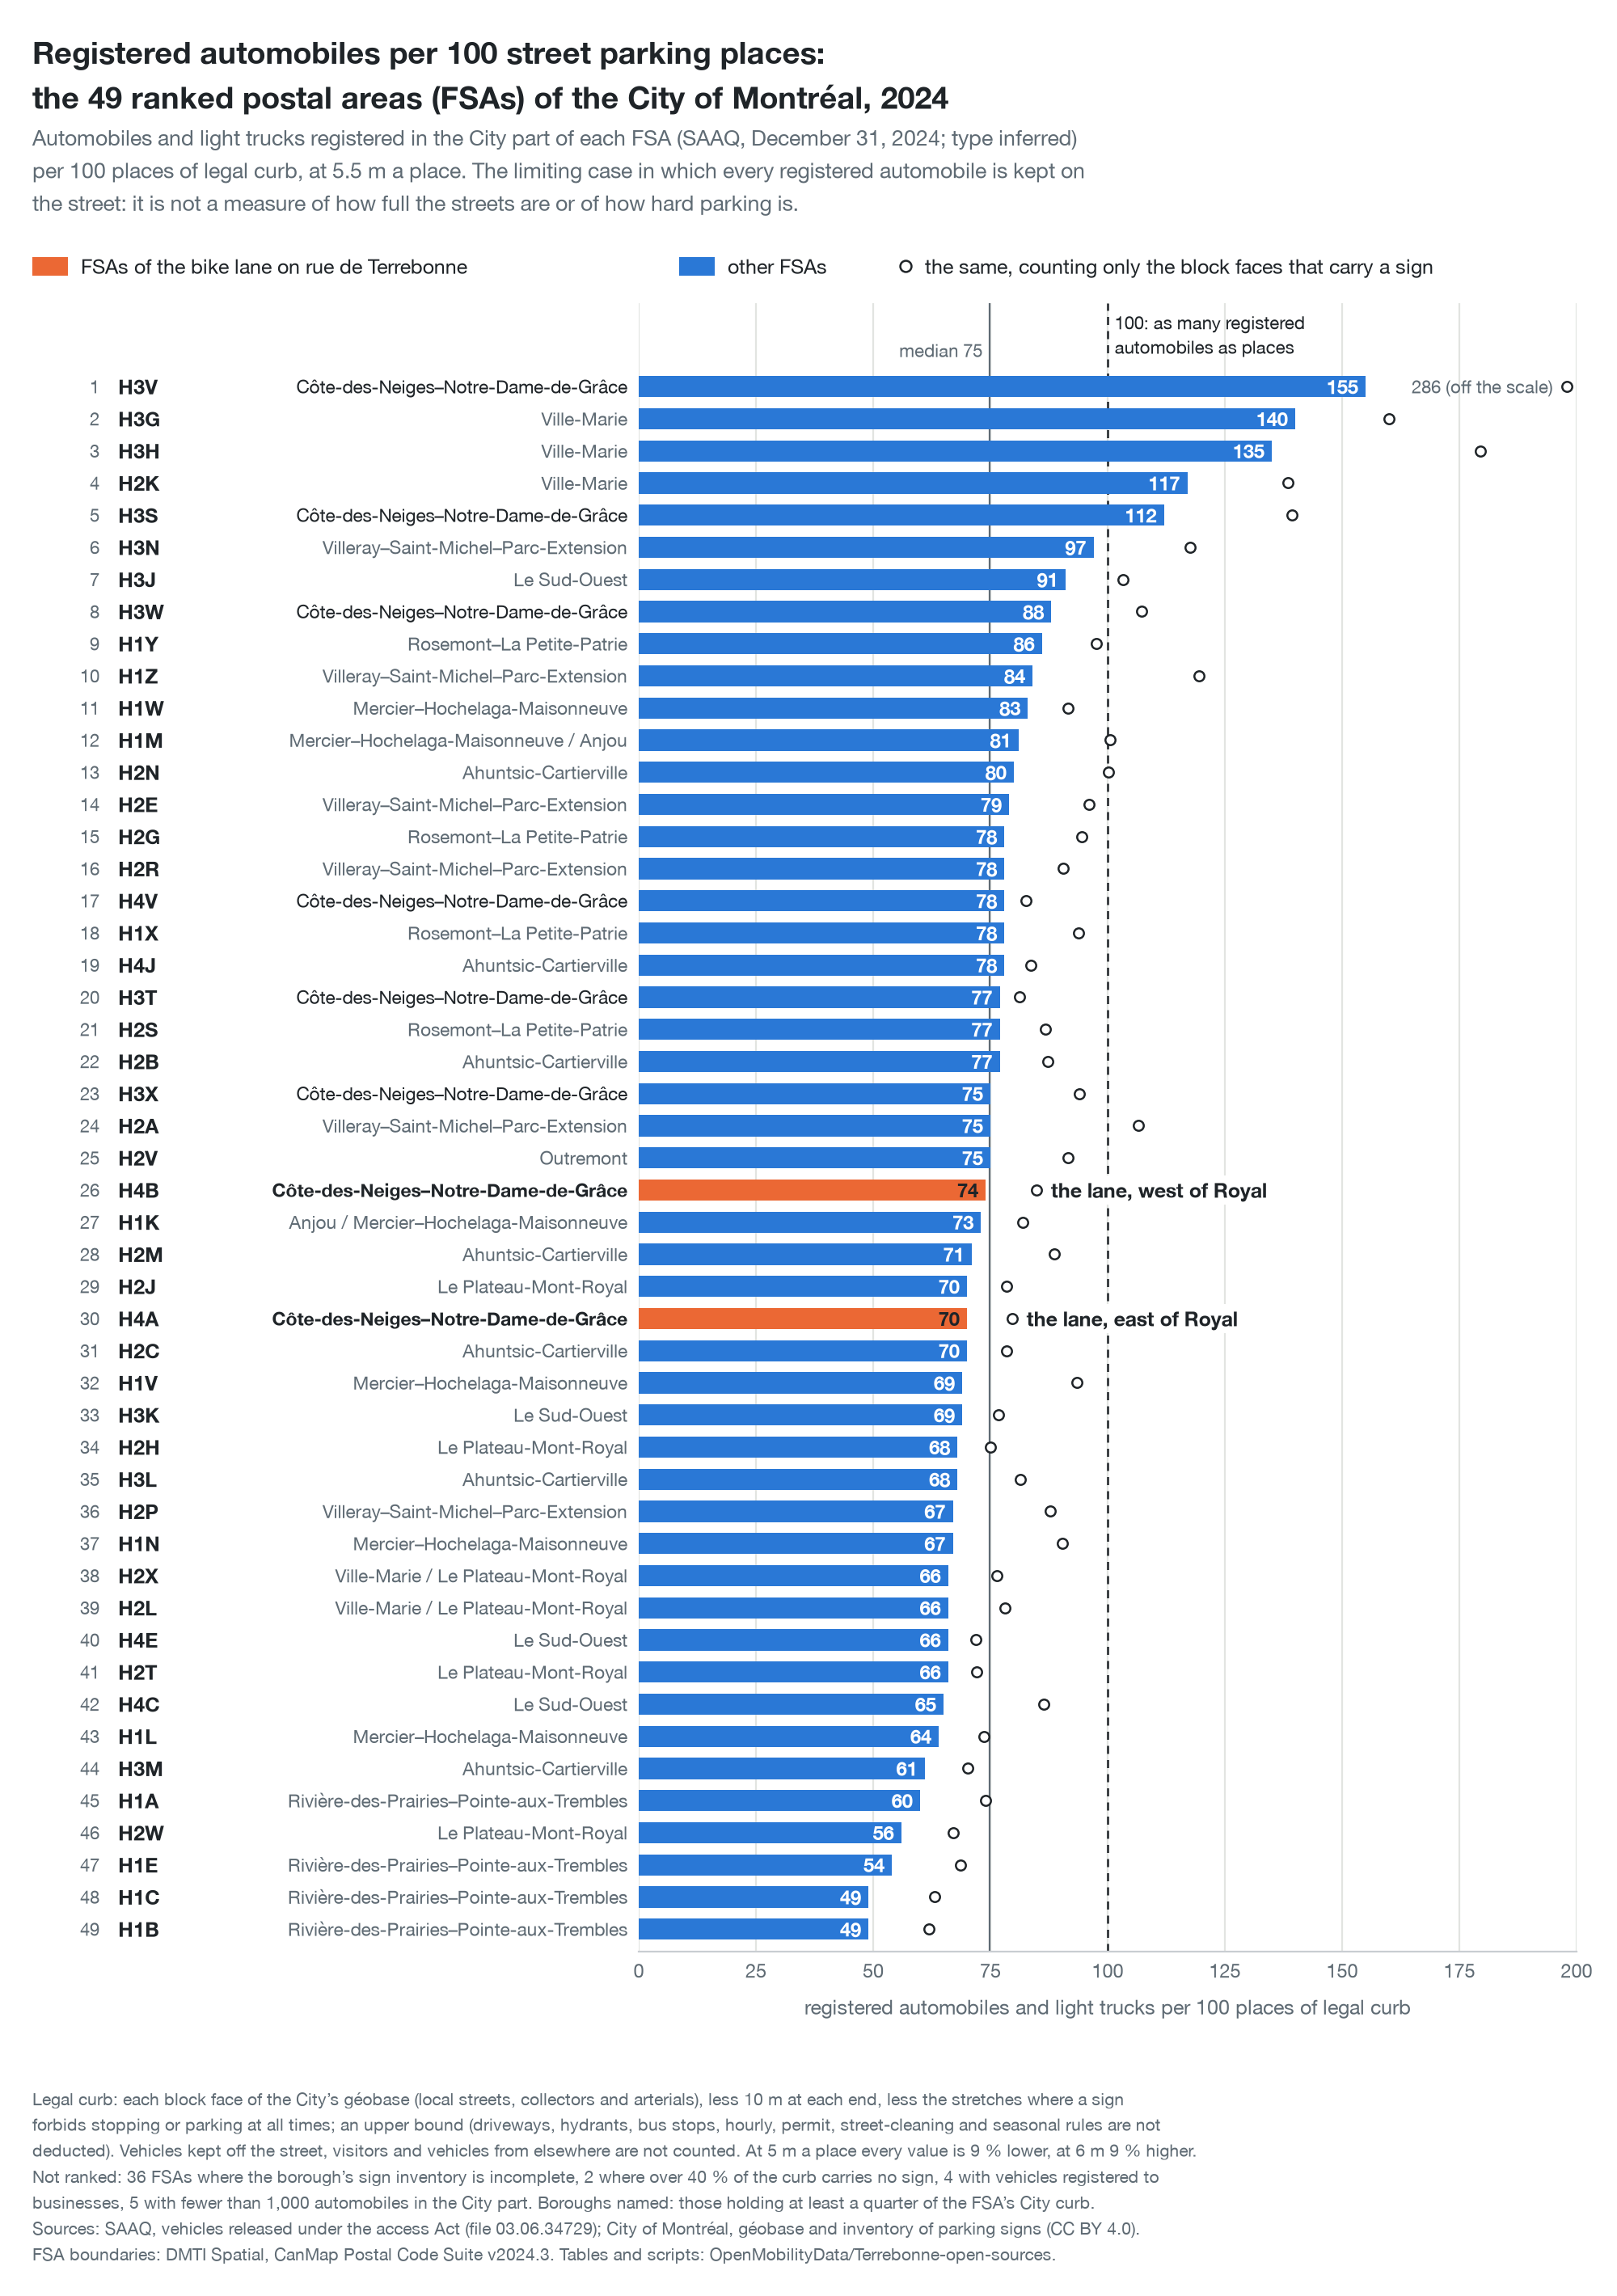 Registered automobiles per 100 street parking places:
the 49 ranked postal areas (FSAs) of the City of Montréal, 2024
Automobiles and light trucks registered in the City part of each FSA (SAAQ, December 31, 2024; type inferred)
per 100 places of legal curb, at 5.5 m a place. The limiting case in which every registered automobile is kept on
the street: it is not a measure of how full the streets are or of how hard parking is.
FSAs of the bike lane on rue de Terrebonne other FSAs the same, counting only the block faces that carry a sign
100: as many registered
automobiles as places
median 75
1 H3V Côte-des-Neiges–Notre-Dame-de-Grâce 155 286 (off the scale)
2 H3G Ville-Marie 140
3 H3H Ville-Marie 135
4 H2K Ville-Marie 117
5 H3S Côte-des-Neiges–Notre-Dame-de-Grâce 112
6 H3N Villeray–Saint-Michel–Parc-Extension 97
7 H3J Le Sud-Ouest 91
8 H3W Côte-des-Neiges–Notre-Dame-de-Grâce 88
9 H1Y Rosemont–La Petite-Patrie 86
10 H1Z Villeray–Saint-Michel–Parc-Extension 84
11 H1W Mercier–Hochelaga-Maisonneuve 83
12 H1M Mercier–Hochelaga-Maisonneuve / Anjou 81
13 H2N Ahuntsic-Cartierville 80
14 H2E Villeray–Saint-Michel–Parc-Extension 79
15 H2G Rosemont–La Petite-Patrie 78
16 H2R Villeray–Saint-Michel–Parc-Extension 78
17 H4V Côte-des-Neiges–Notre-Dame-de-Grâce 78
18 H1X Rosemont–La Petite-Patrie 78
19 H4J Ahuntsic-Cartierville 78
20 H3T Côte-des-Neiges–Notre-Dame-de-Grâce 77
21 H2S Rosemont–La Petite-Patrie 77
22 H2B Ahuntsic-Cartierville 77
23 H3X Côte-des-Neiges–Notre-Dame-de-Grâce 75
24 H2A Villeray–Saint-Michel–Parc-Extension 75
25 H2V Outremont 75
26 H4B Côte-des-Neiges–Notre-Dame-de-Grâce 74 the lane, west of Royal
27 H1K Anjou / Mercier–Hochelaga-Maisonneuve 73
28 H2M Ahuntsic-Cartierville 71
29 H2J Le Plateau-Mont-Royal 70
30 H4A Côte-des-Neiges–Notre-Dame-de-Grâce 70 the lane, east of Royal
31 H2C Ahuntsic-Cartierville 70
32 H1V Mercier–Hochelaga-Maisonneuve 69
33 H3K Le Sud-Ouest 69
34 H2H Le Plateau-Mont-Royal 68
35 H3L Ahuntsic-Cartierville 68
36 H2P Villeray–Saint-Michel–Parc-Extension 67
37 H1N Mercier–Hochelaga-Maisonneuve 67
38 H2X Ville-Marie / Le Plateau-Mont-Royal 66
39 H2L Ville-Marie / Le Plateau-Mont-Royal 66
40 H4E Le Sud-Ouest 66
41 H2T Le Plateau-Mont-Royal 66
42 H4C Le Sud-Ouest 65
43 H1L Mercier–Hochelaga-Maisonneuve 64
44 H3M Ahuntsic-Cartierville 61
45 H1A Rivière-des-Prairies–Pointe-aux-Trembles 60
46 H2W Le Plateau-Mont-Royal 56
47 H1E Rivière-des-Prairies–Pointe-aux-Trembles 54
48 H1C Rivière-des-Prairies–Pointe-aux-Trembles 49
49 H1B Rivière-des-Prairies–Pointe-aux-Trembles 49
0 25 50 75 100 125 150 175 200
registered automobiles and light trucks per 100 places of legal curb
Legal curb: each block face of the City’s géobase (local streets, collectors and arterials), less 10 m at each end, less the stretches where a sign
forbids stopping or parking at all times; an upper bound (driveways, hydrants, bus stops, hourly, permit, street-cleaning and seasonal rules are not
deducted). Vehicles kept off the street, visitors and vehicles from elsewhere are not counted. At 5 m a place every value is 9 % lower, at 6 m 9 % higher.
Not ranked: 36 FSAs where the borough’s sign inventory is incomplete, 2 where over 40 % of the curb carries no sign, 4 with vehicles registered to
businesses, 5 with fewer than 1,000 automobiles in the City part. Boroughs named: those holding at least a quarter of the FSA’s City curb.
Sources: SAAQ, vehicles released under the access Act (file 03.06.34729); City of Montréal, géobase and inventory of parking signs (CC BY 4.0).
FSA boundaries: DMTI Spatial, CanMap Postal Code Suite v2024.3. Tables and scripts: OpenMobilityData/Terrebonne-open-sources.